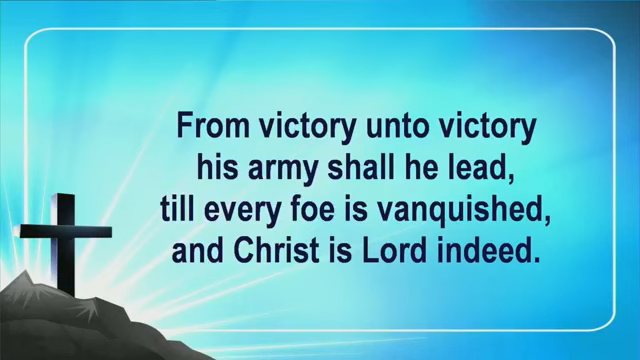 From victory unto victory
his army shall he lead,
till every foe is vanquished,
and Christ is Lord indeed.